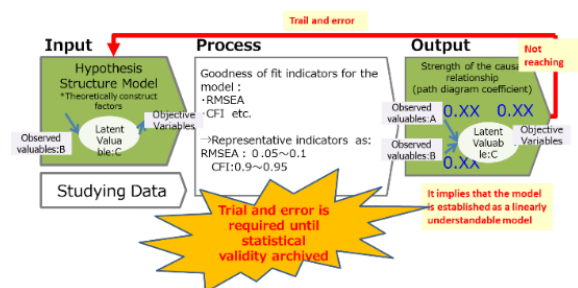 Trail and error
Input
Process
Output
Not
reaching
Hypothesis
Structure Model
*Theoretically construct
factors
Observed
valuables:B
Latent
Valua
ble:C
Objective
Variables
Studying Data
Goodness of fit indicators for the
model :
・RMSEA
・CFI etc.
→Representative indicators as:
RMSEA : 0.05~0.1
CFI:0.9~0.95
Strength of the causa
relationship
(path diagram coefficient)
Observed
valuables:A
0.XX 0.XX
Observed
valuables:B
Latent
Valuab
le:C
Objective
Variables
0.XX
Trial and error is
required until
statistical
validity archived
It implies that the model
is established as a linearly
understandable model